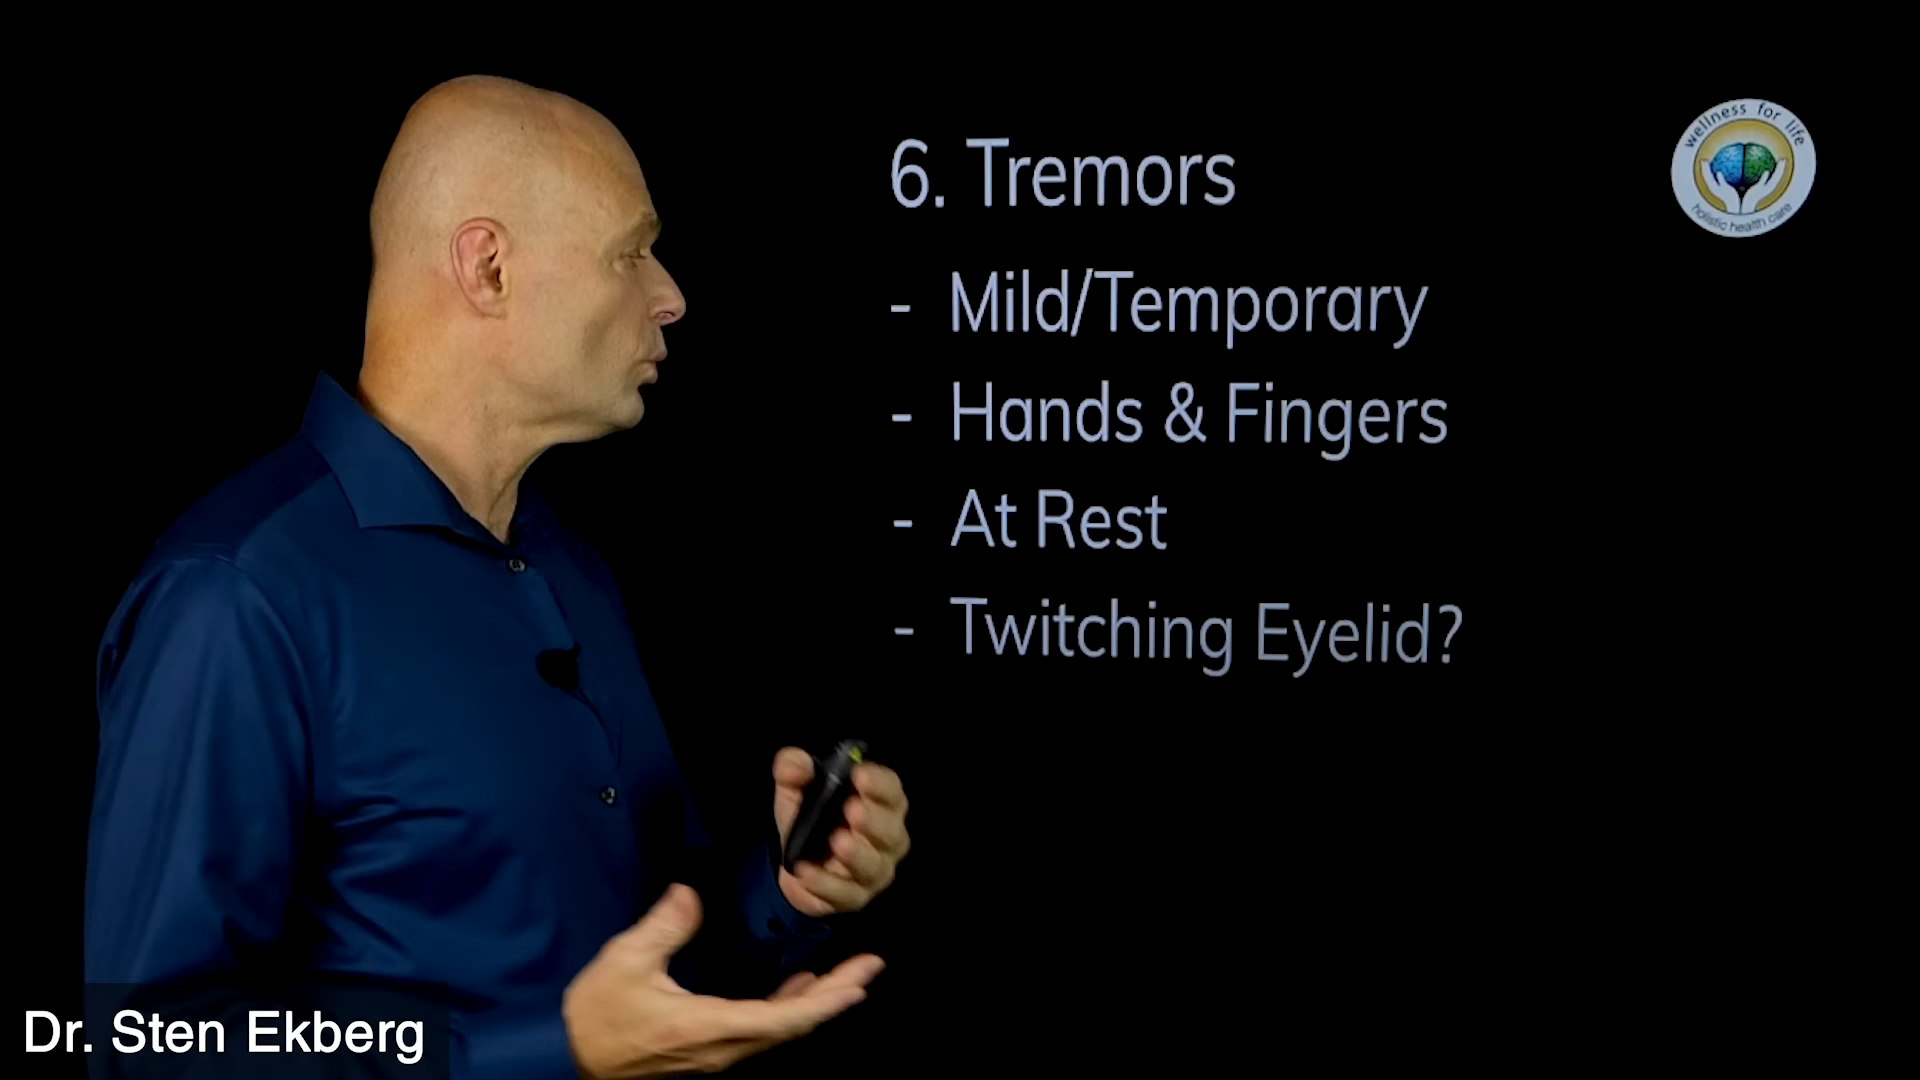 6. Tremors
- Mild/Temporary
- Hands & Fingers
- At Rest
- Twitching Eyelid?
wellness for life
holistic health care
Dr. Sten Ekberg